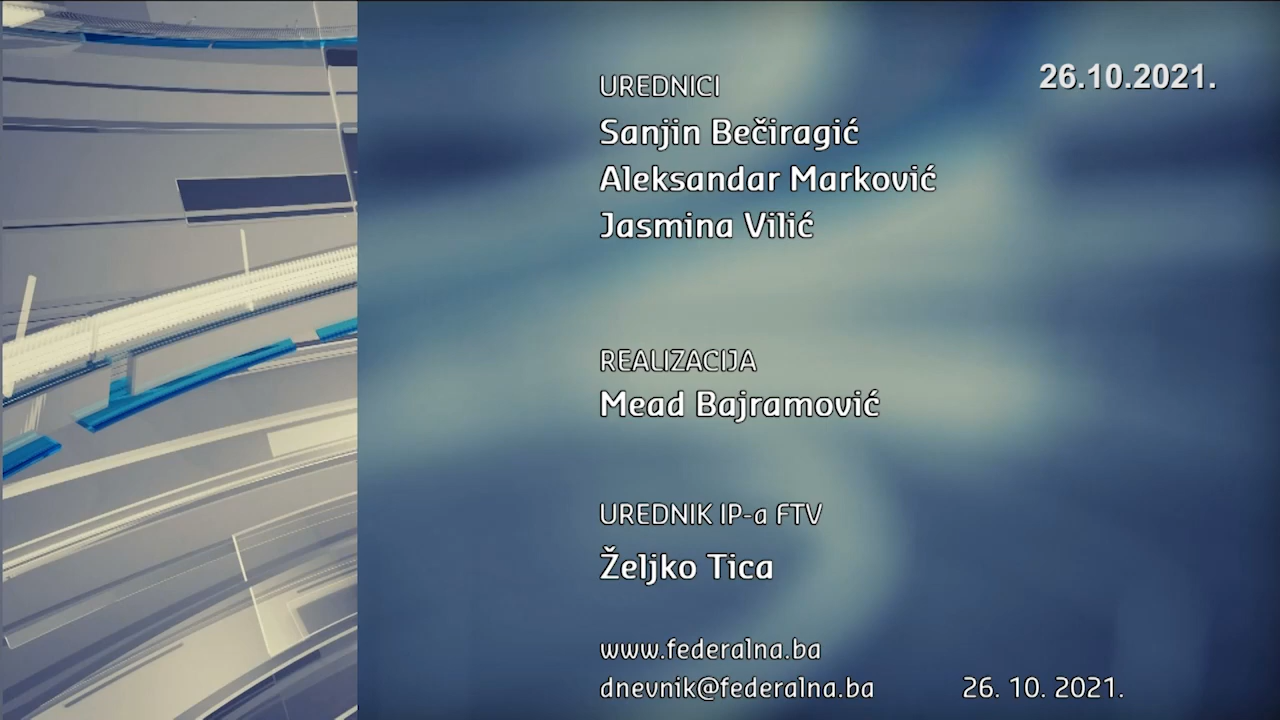 26.10.2021.
UREDNICI
Sanjin Bečiragić
Aleksandar Marković
Jasmina Vilić
REALIZACIJA
Mead Bajramović
UREDNIK IP-a FTV
Željko Tica
www.federalna.ba
dnevnik@federalna.ba 26. 10. 2021.